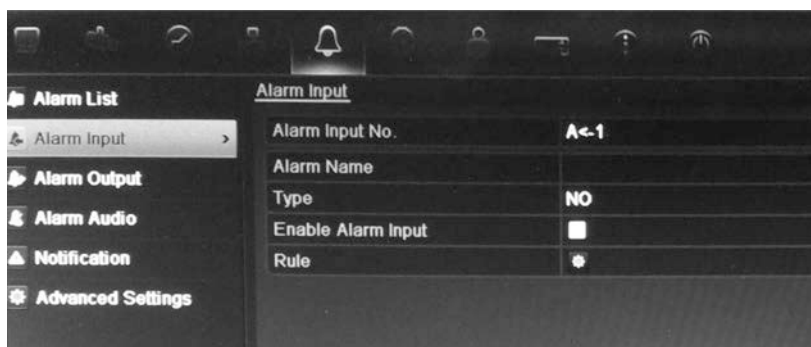 Alarm List
Alarm Input
Alarm Output
Alarm Audio
Notification
Advanced Settings
Alarm Input
Alarm Input No. A<-1
Alarm Name
Type NO
Enable Alarm Input
Rule